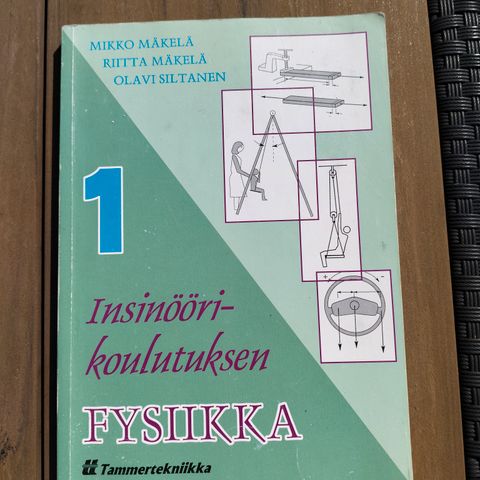 MIKKO MÄKELÄ
RIITTA MÄKELÄ
OLAVI SILTANEN
1
Insinööri-
koulutuksen
FYSIIKKA
Tammertekniikka